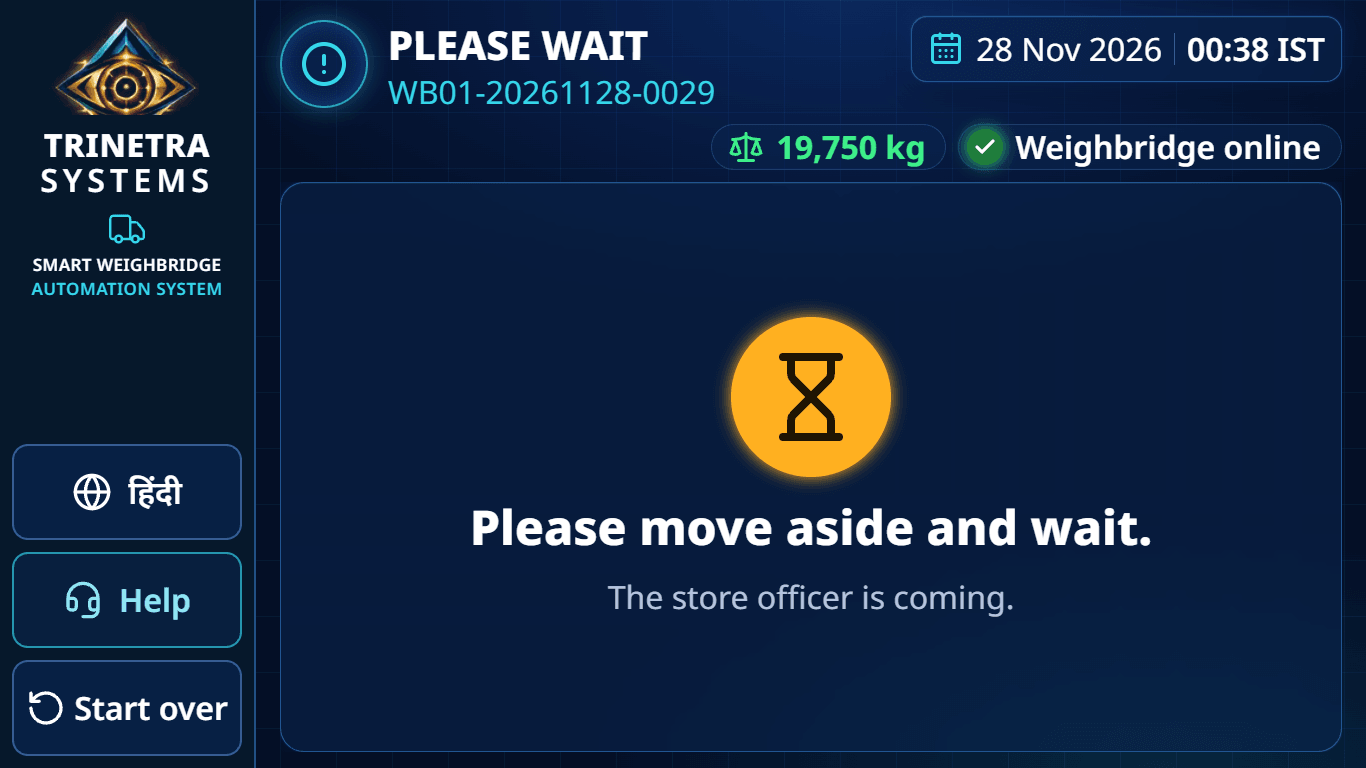 TRINETRA
SYSTEMS
SMART WEIGHBRIDGE
AUTOMATION SYSTEM
हिंदी
Help
Start over
PLEASE WAIT
WB01-20261128-0029
28 Nov 2026 00:38 IST
19,750 kg
Weighbridge online
Please move aside and wait.
The store officer is coming.